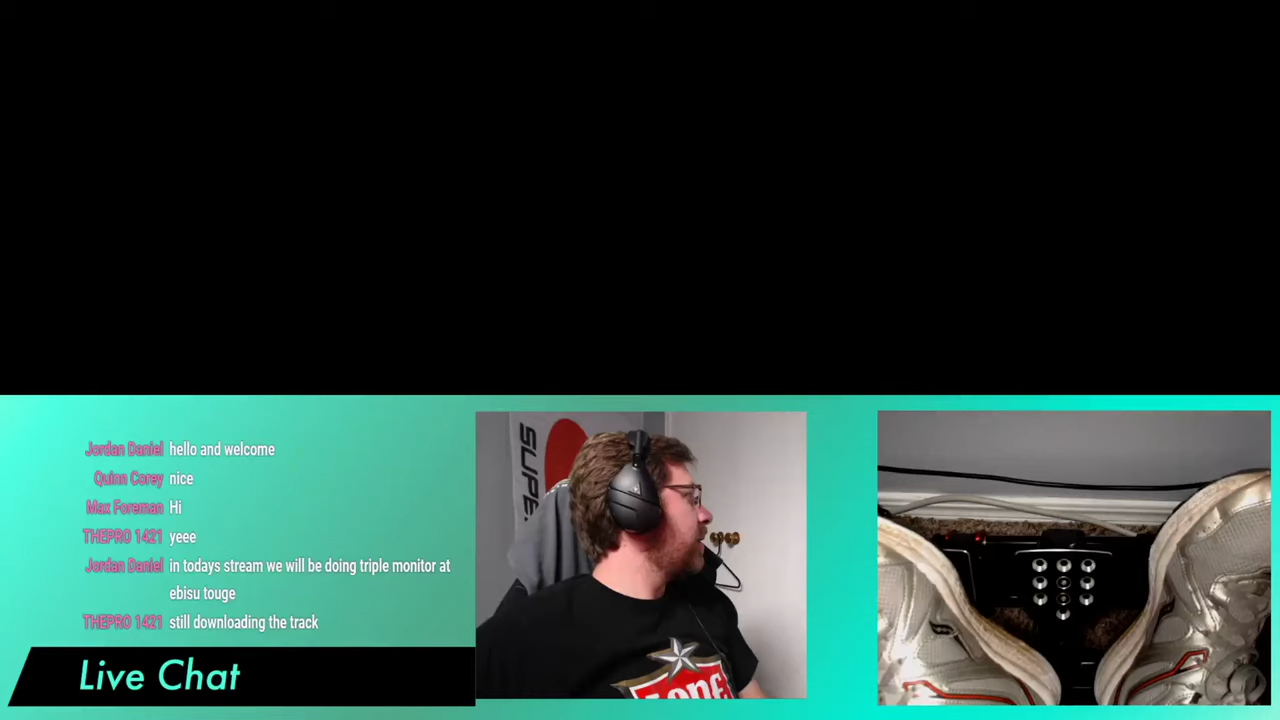 Jordan Daniel hello and welcome
Quinn Corey nice
Max Foreman Hi
THEPRO 1421 yeee
Jordan Daniel in todays stream we will be doing triple monitor at
ebisu touge
THEPRO 1421 still downloading the track
Live Chat
SUPE